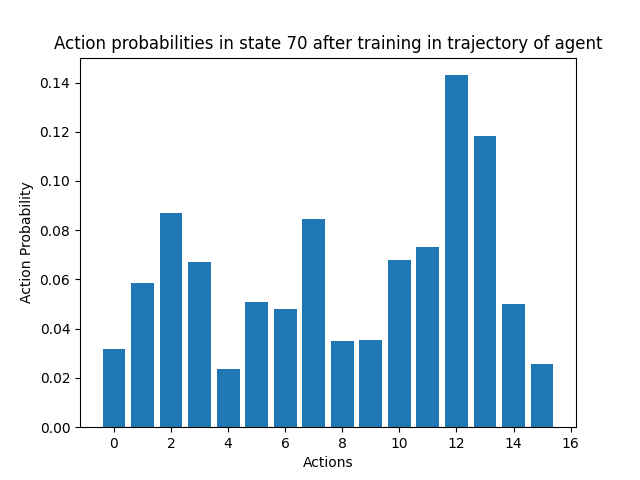 Action probabilities in state 70 after training in trajectory of agent
0.14
0.12
0.10
0.08
0.06
0.04
0.02
0.00
Action Probability
0 2 4 6 8 10 12 14 16
Actions